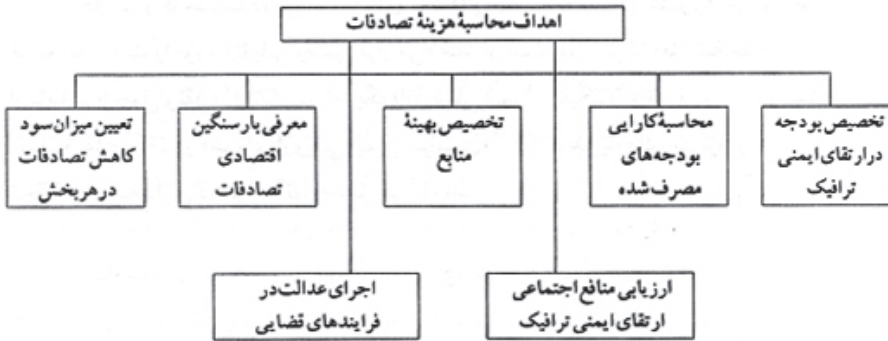 اهداف محاسبهٔ هزینهٔ تصادفات
تخصیص بودجه
در ارتقای ایمنی
ترافیک
محاسبهٔ کارایی
بودجه‌های
مصرف شده
تخصیص بهینهٔ
منابع
معرفی بار سنگین
اقتصادی
تصادفات
تعیین میزان سود
کاهش تصادفات
در هر بخش
ارزیابی منافع اجتماعی
ارتقای ایمنی ترافیک
اجرای عدالت در
فرایندهای قضایی